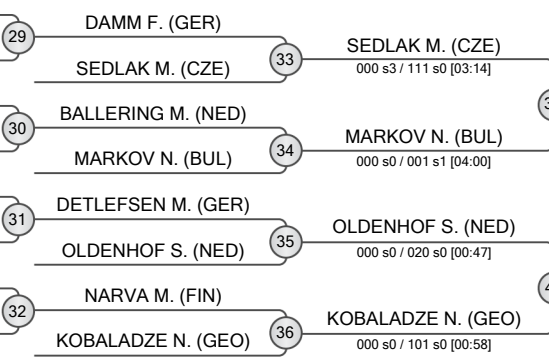 29
DAMM F. (GER)
SEDLAK M. (CZE)
33
SEDLAK M. (CZE)
000 s3 / 111 s0 [03:14]
30
BALLERING M. (NED)
MARKOV N. (BUL)
34
MARKOV N. (BUL)
000 s0 / 001 s1 [04:00]
31
DETLEFSEN M. (GER)
OLDENHOF S. (NED)
35
OLDENHOF S. (NED)
000 s0 / 020 s0 [00:47]
32
NARVA M. (FIN)
KOBALADZE N. (GEO)
36
KOBALADZE N. (GEO)
000 s0 / 101 s0 [00:58]